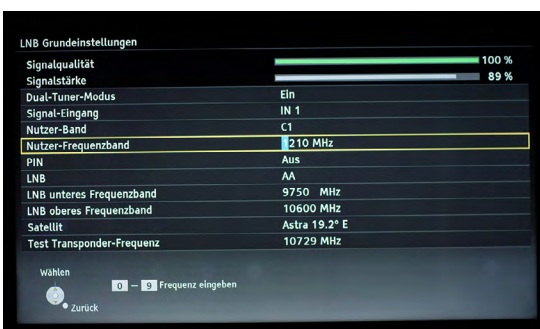 LNB Grundeinstellungen
Signalqualität 100 %
Signalstärke 89 %
Dual-Tuner-Modus Ein
Signal-Eingang IN 1
Nutzer-Band C1
Nutzer-Frequenzband 1210 MHz
PIN Aus
LNB AA
LNB unteres Frequenzband 9750 MHz
LNB oberes Frequenzband 10600 MHz
Satellit Astra 19.2° E
Test Transponder-Frequenz 10729 MHz
Wählen
0 – 9 Frequenz eingeben
Zurück